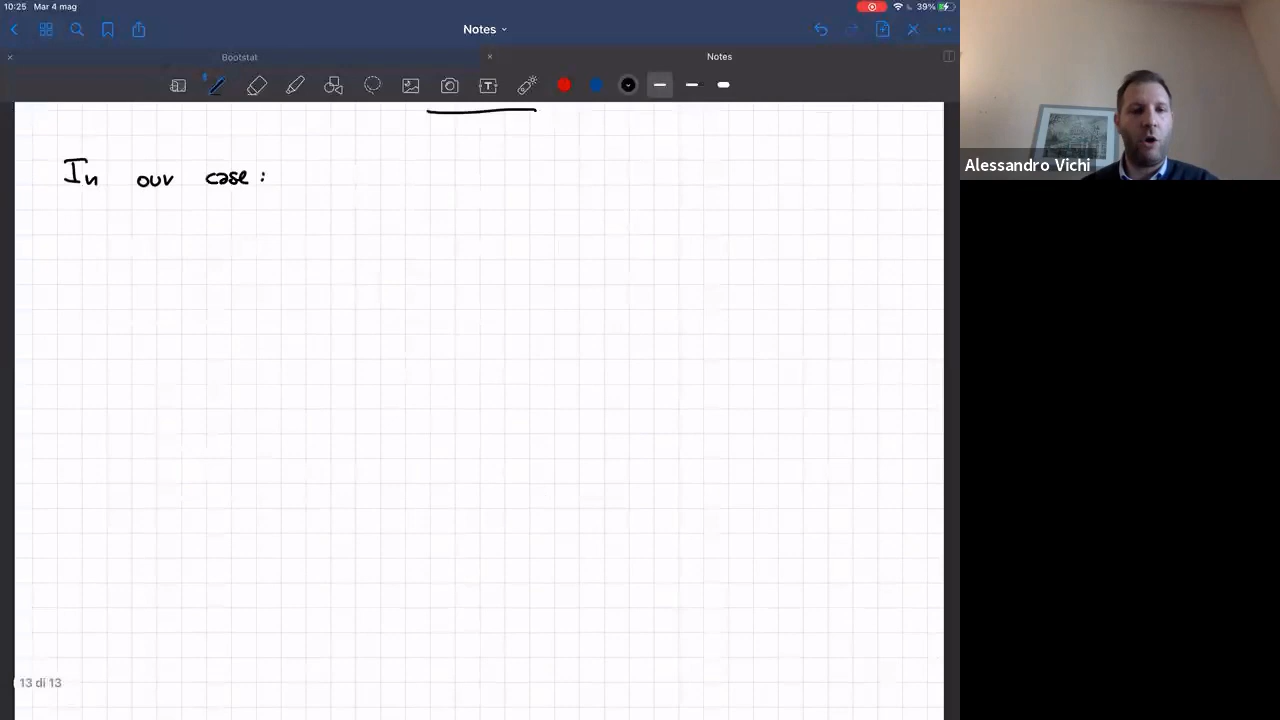 10:25 Mar 4 mag
39%
Notes
Bootstat
Notes
In our case:
Alessandro Vichi
13 di 13